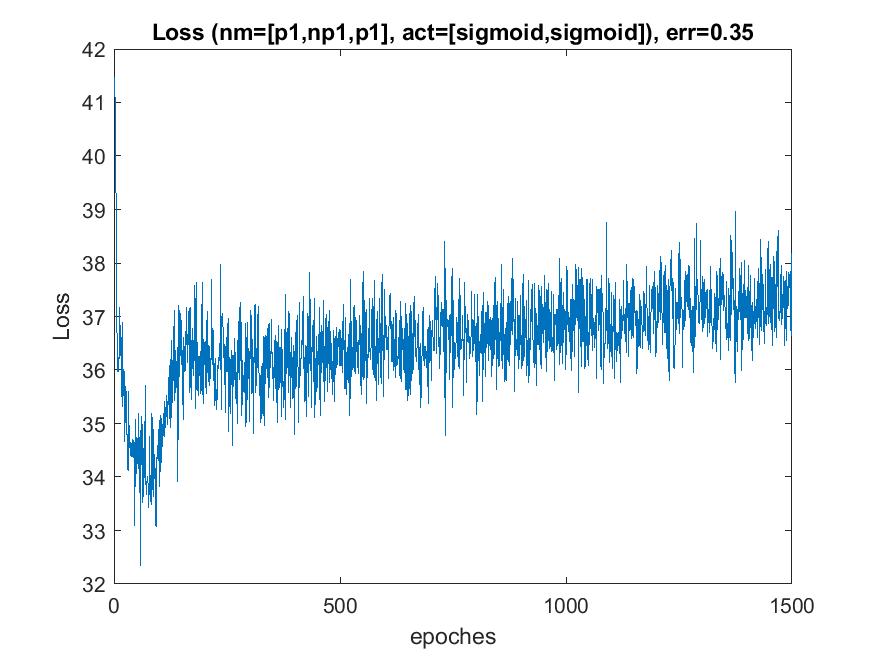 Loss (nm=[p1,np1,p1], act=[sigmoid,sigmoid]), err=0.35
42
41
40
39
38
37
36
35
34
33
32
Loss
0 500 1000 1500
epoches